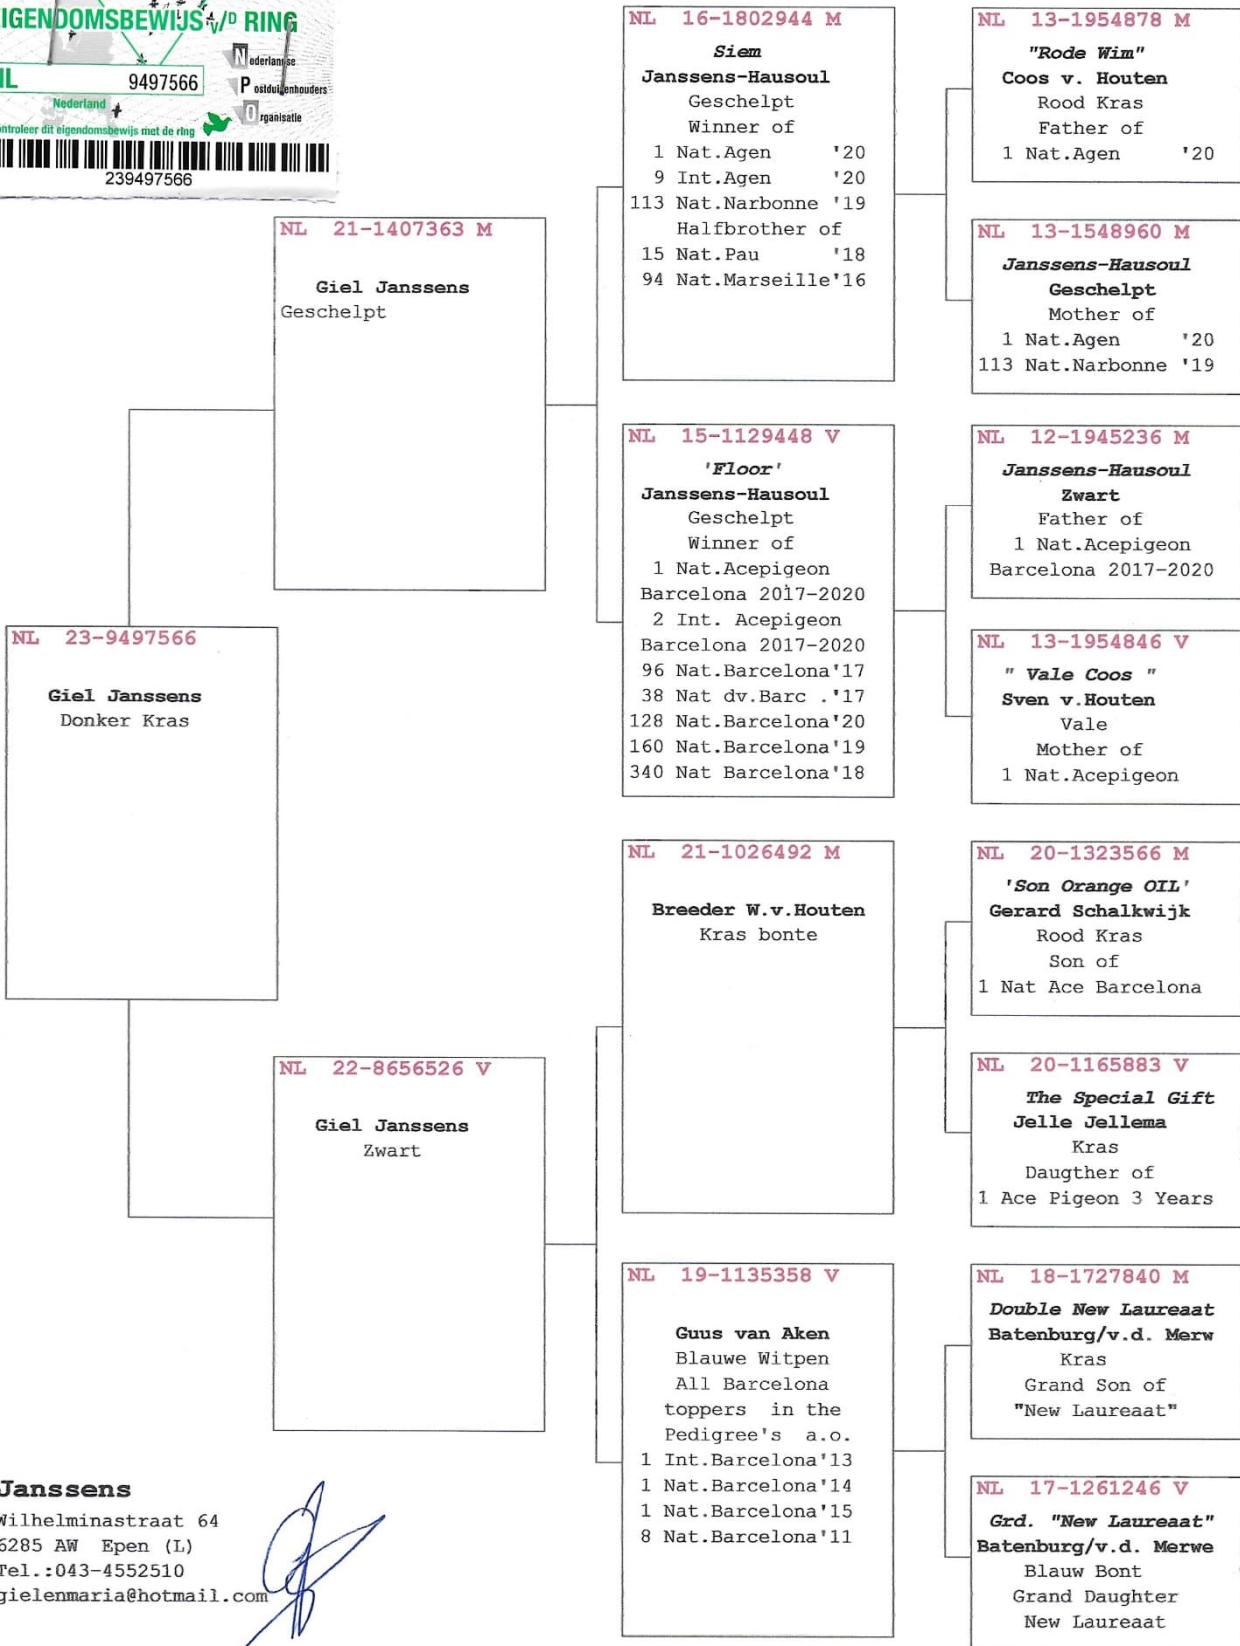 EIGENDOMSBEWIJS v/D RING
NL 9497566
Nederland
Nederlandse
Postduivenhouders
Organisatie
Controleer dit eigendomsbewijs met de ring
239497566
NL 23-9497566
Giel Janssens
Donker Kras
NL 21-1407363 M
Giel Janssens
Geschelpt
NL 22-8656526 V
Giel Janssens
Zwart
NL 16-1802944 M
Siem
Janssens-Hausoul
Geschelpt
Winner of
1 Nat.Agen '20
9 Int.Agen '20
113 Nat.Narbonne '19
Halfbrother of
15 Nat.Pau '18
94 Nat.Marseille'16
NL 15-1129448 V
'Floor'
Janssens-Hausoul
Geschelpt
Winner of
1 Nat.Acepigeon
Barcelona 2017-2020
2 Int. Acepigeon
Barcelona 2017-2020
96 Nat.Barcelona'17
38 Nat dv.Barc .'17
128 Nat.Barcelona'20
160 Nat.Barcelona'19
340 Nat Barcelona'18
NL 21-1026492 M
Breeder W.v.Houten
Kras bonte
NL 19-1135358 V
Guus van Aken
Blauwe Witpen
All Barcelona
toppers in the
Pedigree's a.o.
1 Int.Barcelona'13
1 Nat.Barcelona'14
1 Nat.Barcelona'15
8 Nat.Barcelona'11
NL 13-1954878 M
"Rode Wim"
Coos v. Houten
Rood Kras
Father of
1 Nat.Agen '20
NL 13-1548960 M
Janssens-Hausoul
Geschelpt
Mother of
1 Nat.Agen '20
113 Nat.Narbonne '19
NL 12-1945236 M
Janssens-Hausoul
Zwart
Father of
1 Nat.Acepigeon
Barcelona 2017-2020
NL 13-1954846 V
" Vale Coos "
Sven v.Houten
Vale
Mother of
1 Nat.Acepigeon
NL 20-1323566 M
'Son Orange OIL'
Gerard Schalkwijk
Rood Kras
Son of
1 Nat Ace Barcelona
NL 20-1165883 V
The Special Gift
Jelle Jellema
Kras
Daugther of
1 Ace Pigeon 3 Years
NL 18-1727840 M
Double New Laureaat
Batenburg/v.d. Merw
Kras
Grand Son of
"New Laureaat"
NL 17-1261246 V
Grd. "New Laureaat"
Batenburg/v.d. Merwe
Blauw Bont
Grand Daughter
New Laureaat
Janssens
Wilhelminastraat 64
6285 AW Epen (L)
Tel.:043-4552510
gielenmaria@hotmail.com